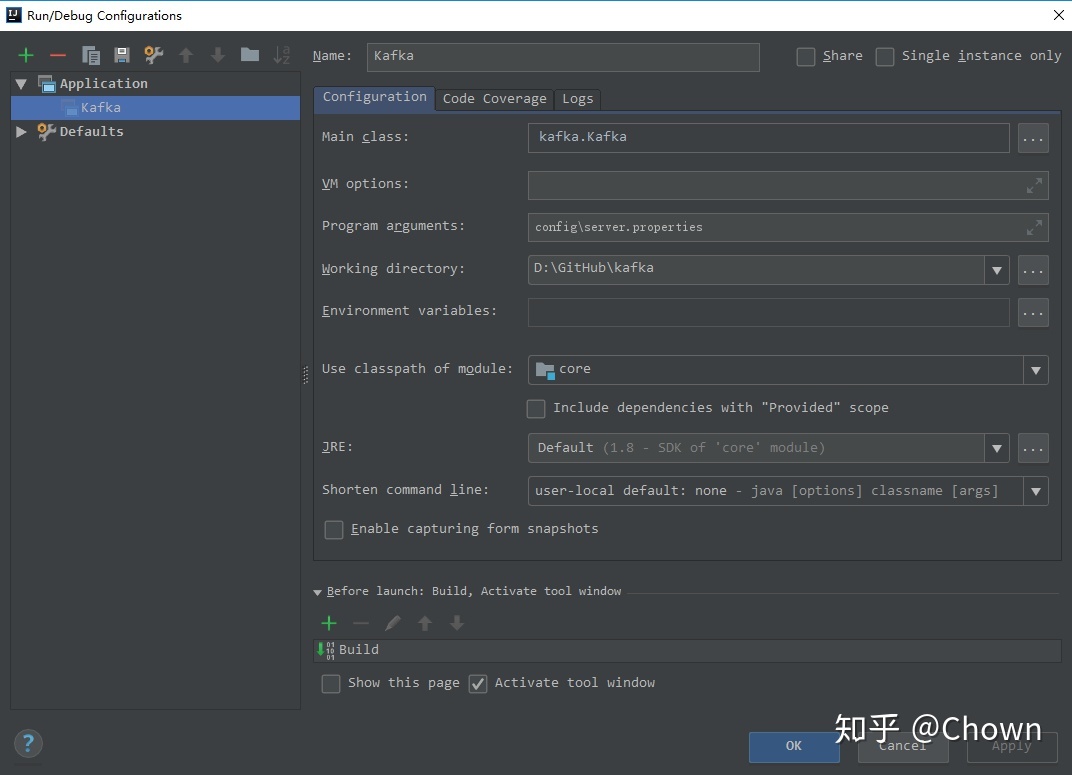 Run/Debug Configurations
Name: Kafka Share Single instance only
Application
Kafka
Defaults
Configuration Code Coverage Logs
Main class: kafka.Kafka ...
VM options:
Program arguments: config\server.properties
Working directory: D:\GitHub\kafka ...
Environment variables: ...
Use classpath of module: core
Include dependencies with "Provided" scope
JRE: Default (1.8 - SDK of 'core' module) ...
Shorten command line: user-local default: none - java [options] classname [args]
Enable capturing form snapshots
Before launch: Build, Activate tool window
Build
Show this page Activate tool window
知乎 @Chown
? OK Cancel Apply